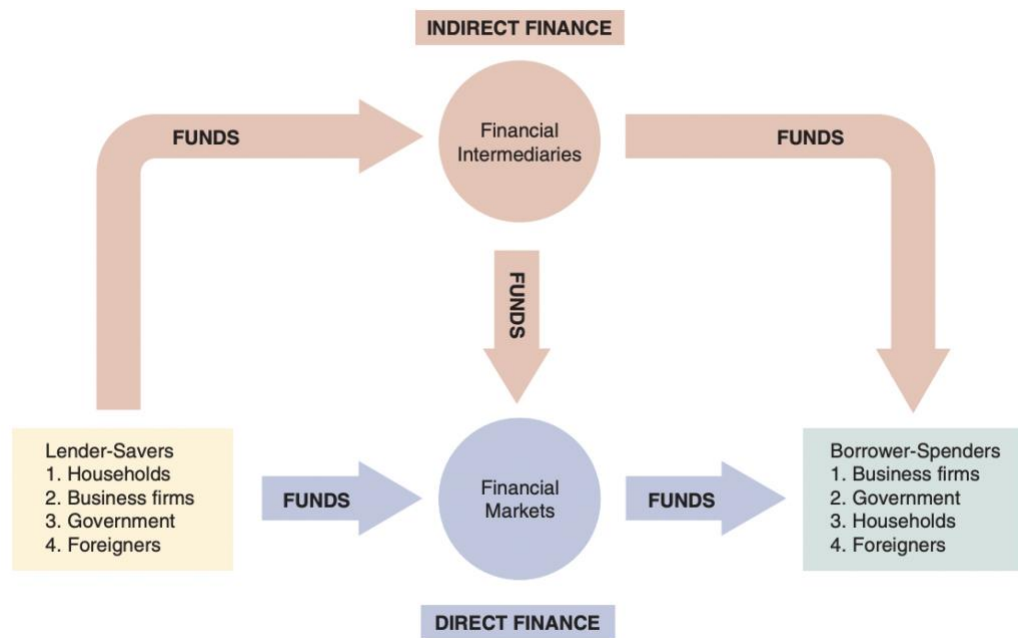 INDIRECT FINANCE
FUNDS
Financial
Intermediaries
FUNDS
FUNDS
Lender-Savers
1. Households
2. Business firms
3. Government
4. Foreigners
FUNDS
Financial
Markets
FUNDS
Borrower-Spenders
1. Business firms
2. Government
3. Households
4. Foreigners
DIRECT FINANCE